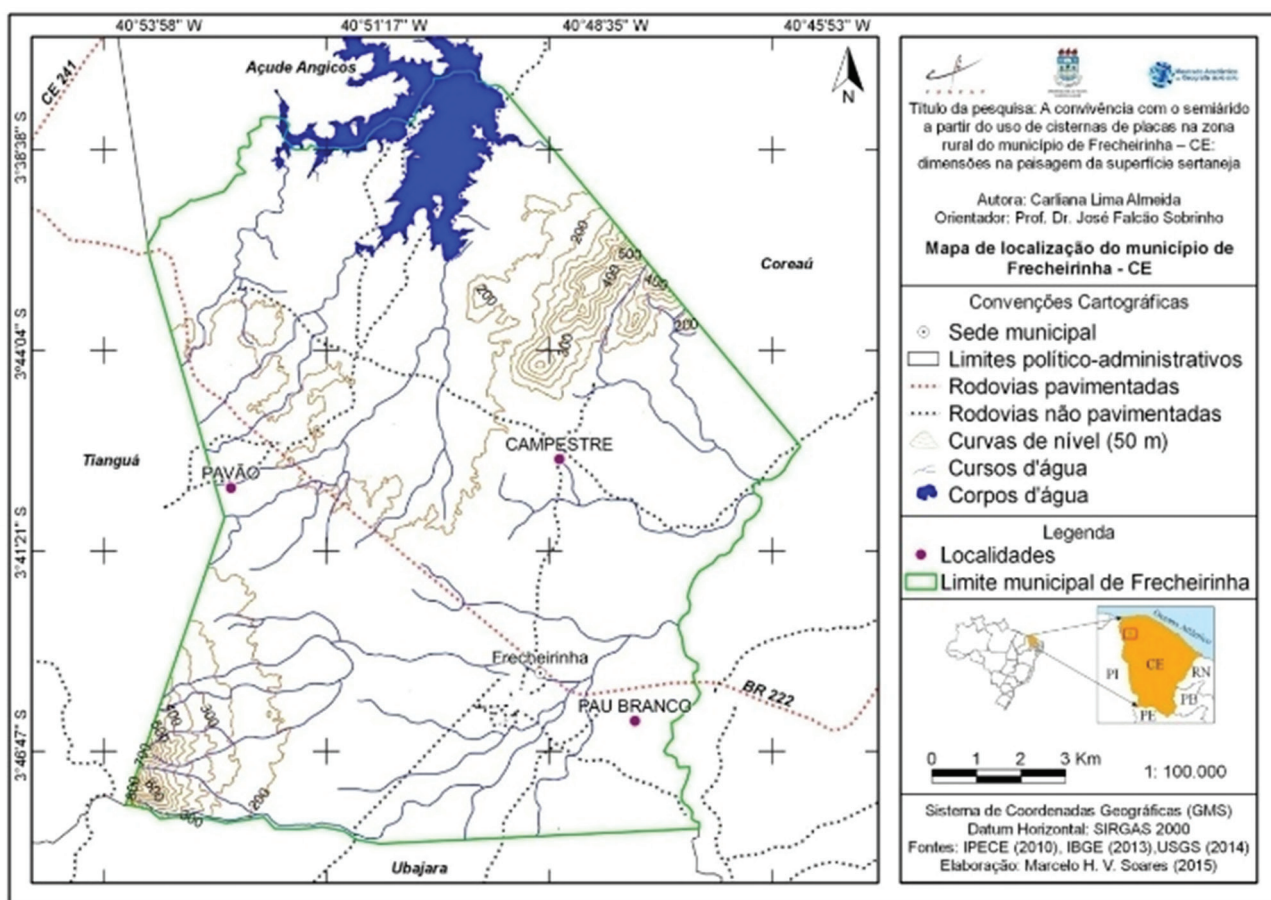 40°53'58'' W
40°51'17'' W
40°48'35'' W
40°45'53'' W
3°38'38'' S
3°44'04'' S
3°41'21'' S
3°46'47'' S
CE 241
Açude Angicos
N
Coreaú
200
500
400
400
200
200
300
Tianguá
PAVÃO
CAMPESTRE
Frecheirinha
PAU BRANCO
BR 222
400
300
700
800
600
200
300
Ubajara
Título da pesquisa: A convivência com o semiárido
a partir do uso de cisternas de placas na zona
rural do município de Frecheirinha – CE:
dimensões na paisagem da superfície sertaneja
Autora: Carliana Lima Almeida
Orientador: Prof. Dr. José Falcão Sobrinho
Mapa de localização do município de
Frecheirinha - CE
Convenções Cartográficas
Sede municipal
Limites político-administrativos
Rodovias pavimentadas
Rodovias não pavimentadas
Curvas de nível (50 m)
Cursos d'água
Corpos d'água
Legenda
Localidades
Limite municipal de Frecheirinha
Oceano Atlântico
PI
CE
RN
PB
PE
0 1 2 3 Km
1: 100.000
Sistema de Coordenadas Geográficas (GMS)
Datum Horizontal: SIRGAS 2000
Fontes: IPECE (2010), IBGE (2013),USGS (2014)
Elaboração: Marcelo H. V. Soares (2015)